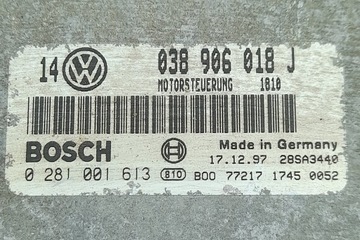 14 VW 038 906 018 J
MOTORSTEUERUNG 1810
BOSCH Made in Germany
17.12.97 28SA3440
0 281 001 613 810 B00 77217 1745 0052